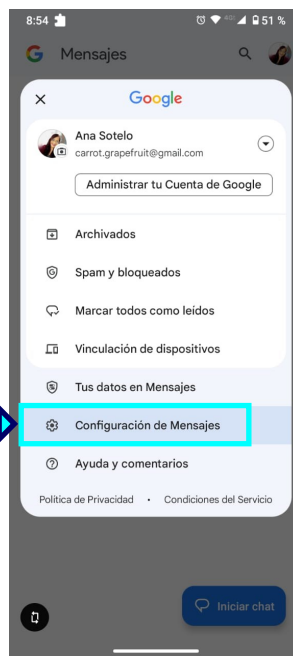 8:54 4G 51 %
G Mensajes
Google
Ana Sotelo
carrot.grapefruit@gmail.com
Administrar tu Cuenta de Google
Archivados
Spam y bloqueados
Marcar todos como leídos
Vinculación de dispositivos
Tus datos en Mensajes
Configuración de Mensajes
Ayuda y comentarios
Política de Privacidad • Condiciones del Servicio
Iniciar chat